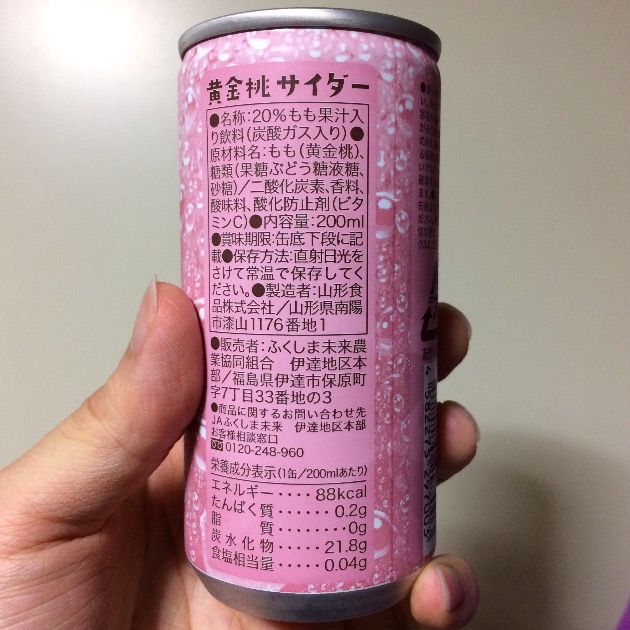 黄金桃サイダー
●名称:20%もも果汁入
り飲料(炭酸ガス入り)●
原材料名:もも(黄金桃)、
糖類(果糖ぶどう糖液糖、
砂糖)/二酸化炭素、香料、
酸味料、酸化防止剤(ビタ
ミンC)●内容量:200ml
●賞味期限:缶底下段に記
載●保存方法:直射日光を
さけて常温で保存してく
ださい。●製造者:山形食
品株式会社/山形県南陽
市漆山1176番地1
●販売者:ふくしま未来農
業協同組合 伊達地区本
部/福島県伊達市保原町
字7丁目33番地の3
●商品に関するお問い合わせ先
JAふくしま未来 伊達地区本部
お客様相談窓口
0120-248-960
栄養成分表示(1缶/200mlあたり)
エネルギー・・・・88kcal
たんぱく質・・・・・・0.2g
脂 質・・・・・・・0g
炭水化物・・・・・21.8g
食塩相当量・・・・0.04g